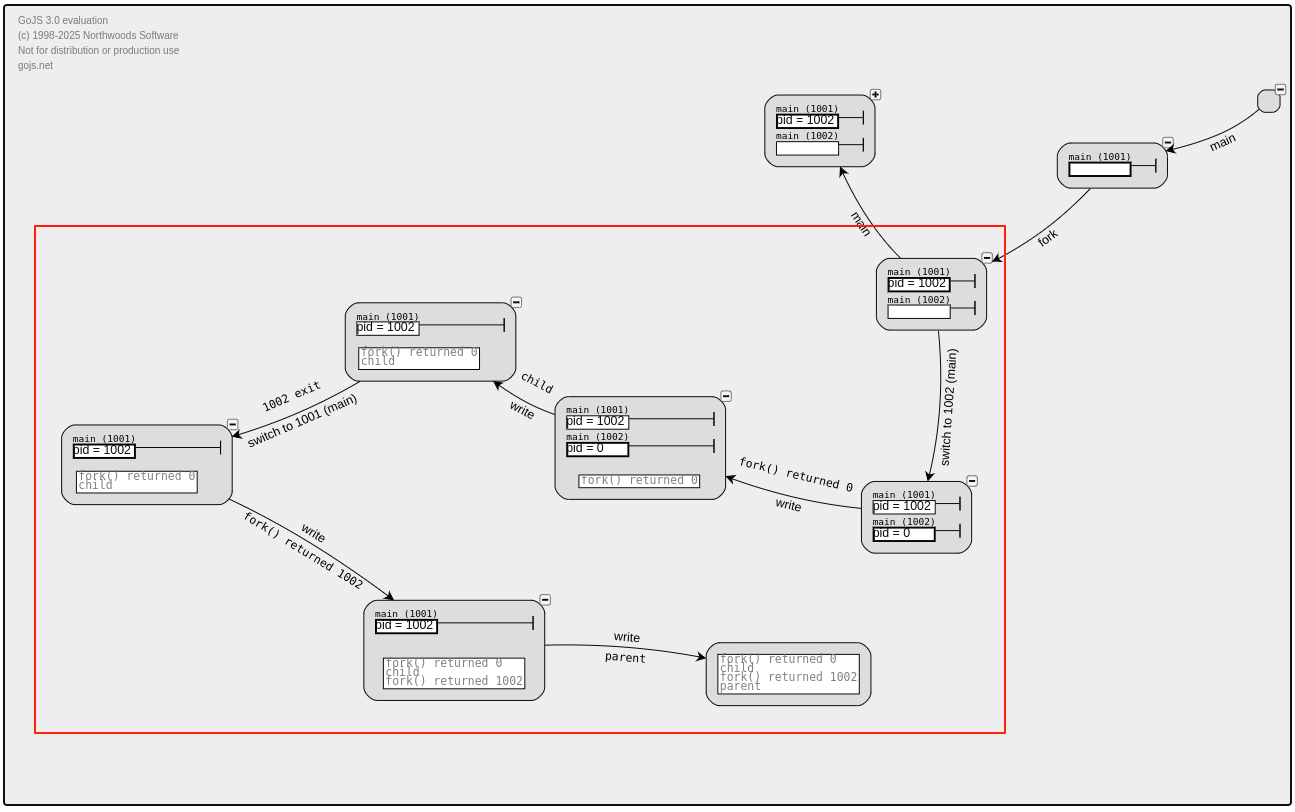 GoJS 3.0 evaluation
(c) 1998-2025 Northwoods Software
Not for distribution or production use
gojs.net
main
main (1001)
main (1001)
pid = 1002
main (1002)
fork
main
main (1001)
pid = 1002
main (1002)
switch to 1002 (main)
main (1001)
pid = 1002
main (1002)
pid = 0
fork() returned 0
write
main (1001)
pid = 1002
main (1002)
pid = 0
fork() returned 0
child
write
main (1001)
pid = 1002
fork() returned 0
child
1002 exit
switch to 1001 (main)
main (1001)
pid = 1002
fork() returned 0
child
write
fork() returned 1002
main (1001)
pid = 1002
fork() returned 0
child
fork() returned 1002
write
parent
fork() returned 0
child
fork() returned 1002
parent